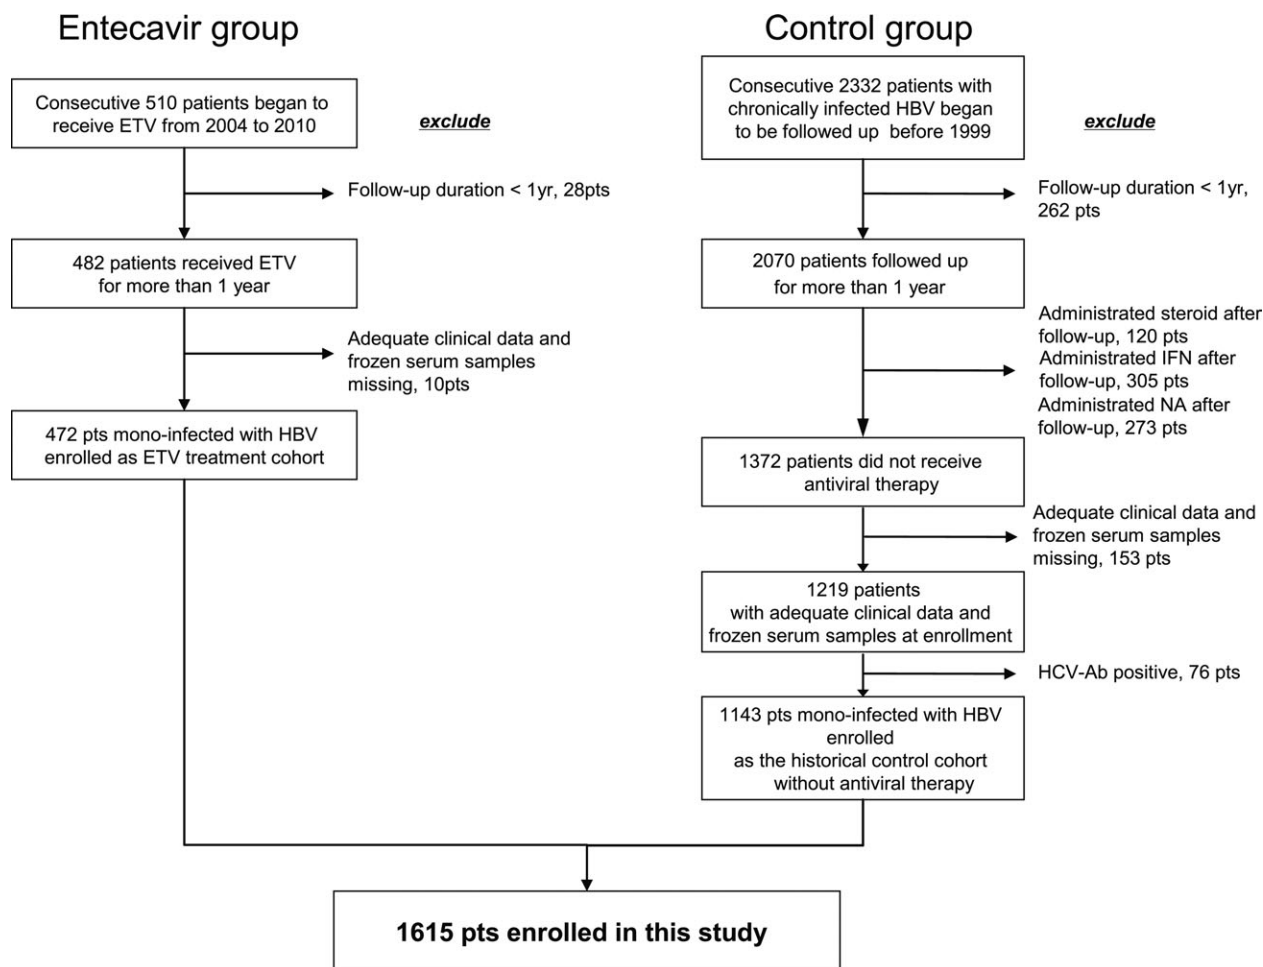 Entecavir group
Consecutive 510 patients began to
receive ETV from 2004 to 2010
exclude
Follow-up duration < 1yr, 28pts
482 patients received ETV
for more than 1 year
Adequate clinical data and
frozen serum samples
missing, 10pts
472 pts mono-infected with HBV
enrolled as ETV treatment cohort
Control group
Consecutive 2332 patients with
chronically infected HBV began
to be followed up before 1999
exclude
Follow-up duration < 1yr,
262 pts
2070 patients followed up
for more than 1 year
Administrated steroid after
follow-up, 120 pts
Administrated IFN after
follow-up, 305 pts
Administrated NA after
follow-up, 273 pts
1372 patients did not receive
antiviral therapy
Adequate clinical data and
frozen serum samples
missing, 153 pts
1219 patients
with adequate clinical data and
frozen serum samples at enrollment
HCV-Ab positive, 76 pts
1143 pts mono-infected with HBV
enrolled
as the historical control cohort
without antiviral therapy
1615 pts enrolled in this study